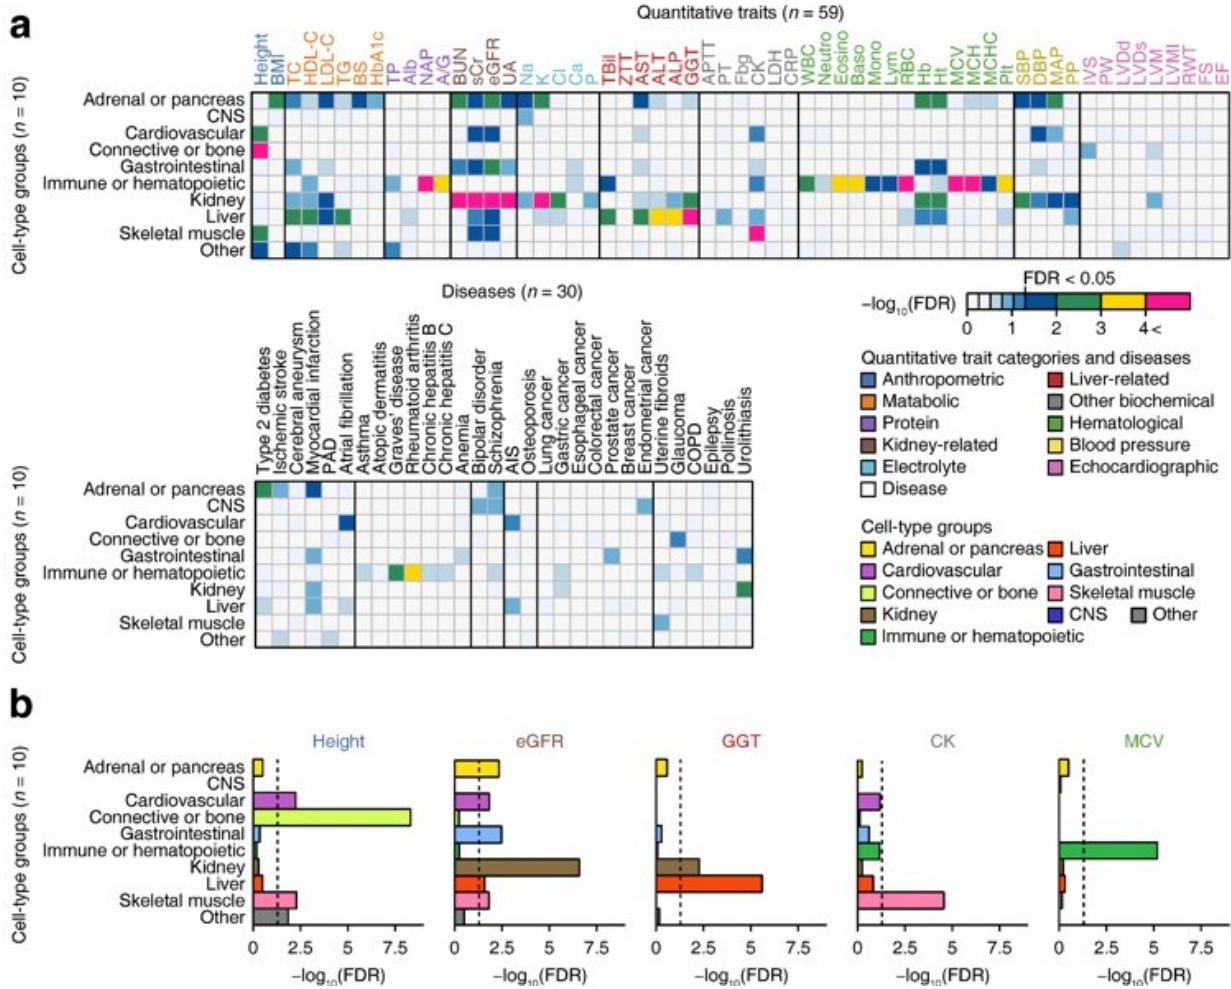 a
Quantitative traits (n = 59)
Height BMI TC HDL-C LDL-C TG BS HbA1c TP Alb NAP A/G BUN sCr eGFR UA Na K Cl Ca P TBil ZTT AST ALT ALP GGT APTT PT Fbg CK LDH CRP WBC Neutro Eosino Baso Mono Lym RBC Hb Ht MCV MCH MCHC Plt SBP DBP MAP PP IVS PW LVDd LVDs LVM LVMI RWT FS EF
Cell-type groups (n = 10)
Adrenal or pancreas
CNS
Cardiovascular
Connective or bone
Gastrointestinal
Immune or hematopoietic
Kidney
Liver
Skeletal muscle
Other
Diseases (n = 30)
Type 2 diabetes
Ischemic stroke
Cerebral aneurysm
Myocardial infarction
PAD
Atrial fibrillation
Asthma
Atopic dermatitis
Graves' disease
Rheumatoid arthritis
Chronic hepatitis B
Chronic hepatitis C
Anemia
Bipolar disorder
Schizophrenia
AIS
Osteoporosis
Lung cancer
Gastric cancer
Esophageal cancer
Colorectal cancer
Prostate cancer
Breast cancer
Endometrial cancer
Uterine fibroids
Glaucoma
COPD
Epilepsy
Pollinosis
Urolithiasis
Cell-type groups (n = 10)
Adrenal or pancreas
CNS
Cardiovascular
Connective or bone
Gastrointestinal
Immune or hematopoietic
Kidney
Liver
Skeletal muscle
Other
FDR < 0.05
−log10(FDR)
0 1 2 3 4<
Quantitative trait categories and diseases
Anthropometric
Metabolic
Protein
Kidney-related
Electrolyte
Disease
Liver-related
Other biochemical
Hematological
Blood pressure
Echocardiographic
Cell-type groups
Adrenal or pancreas
Cardiovascular
Connective or bone
Kidney
Immune or hematopoietic
Liver
Gastrointestinal
Skeletal muscle
CNS
Other
b
Height eGFR GGT CK MCV
Cell-type groups (n = 10)
Adrenal or pancreas
CNS
Cardiovascular
Connective or bone
Gastrointestinal
Immune or hematopoietic
Kidney
Liver
Skeletal muscle
Other
0 2.5 5 7.5 0 2.5 5 7.5 0 2.5 5 7.5 0 2.5 5 7.5 0 2.5 5 7.5
−log10(FDR) −log10(FDR) −log10(FDR) −log10(FDR) −log10(FDR)